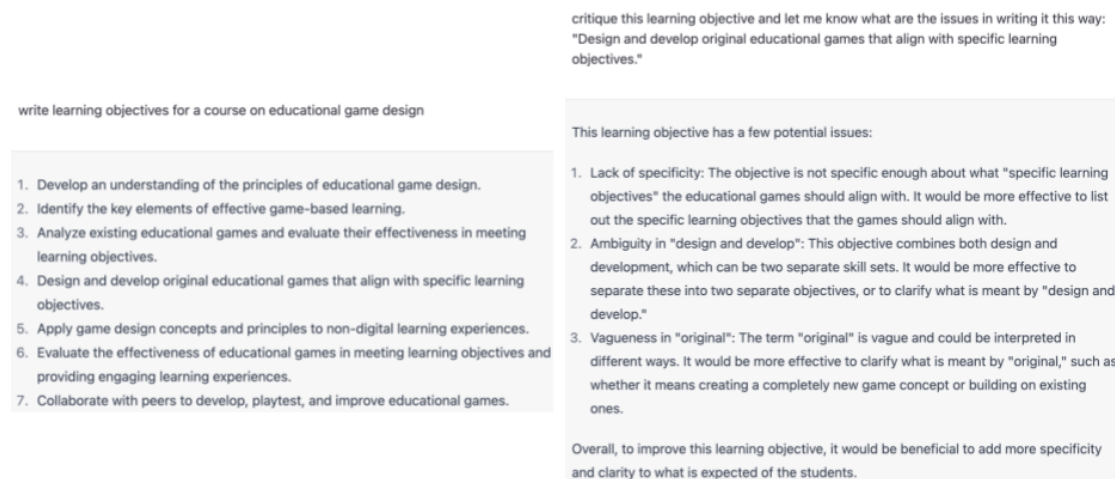 write learning objectives for a course on educational game design
1. Develop an understanding of the principles of educational game design.
2. Identify the key elements of effective game-based learning.
3. Analyze existing educational games and evaluate their effectiveness in meeting
learning objectives.
4. Design and develop original educational games that align with specific learning
objectives.
5. Apply game design concepts and principles to non-digital learning experiences.
6. Evaluate the effectiveness of educational games in meeting learning objectives and
providing engaging learning experiences.
7. Collaborate with peers to develop, playtest, and improve educational games.
critique this learning objective and let me know what are the issues in writing it this way:
"Design and develop original educational games that align with specific learning
objectives."
This learning objective has a few potential issues:
1. Lack of specificity: The objective is not specific enough about what "specific learning
objectives" the educational games should align with. It would be more effective to list
out the specific learning objectives that the games should align with.
2. Ambiguity in "design and develop": This objective combines both design and
development, which can be two separate skill sets. It would be more effective to
separate these into two separate objectives, or to clarify what is meant by "design and
develop."
3. Vagueness in "original": The term "original" is vague and could be interpreted in
different ways. It would be more effective to clarify what is meant by "original," such as
whether it means creating a completely new game concept or building on existing
ones.
Overall, to improve this learning objective, it would be beneficial to add more specificity
and clarity to what is expected of the students.